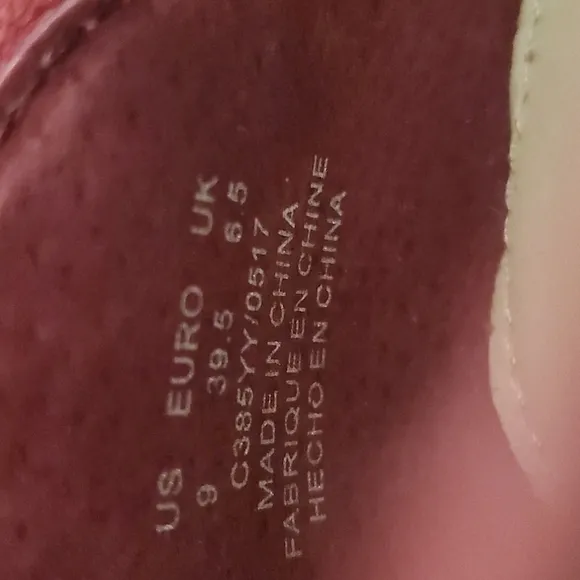 US EURO UK
9 39.5 6.5
C385YY/0517
MADE IN CHINA
FABRIQUE EN CHINE
HECHO EN CHINA